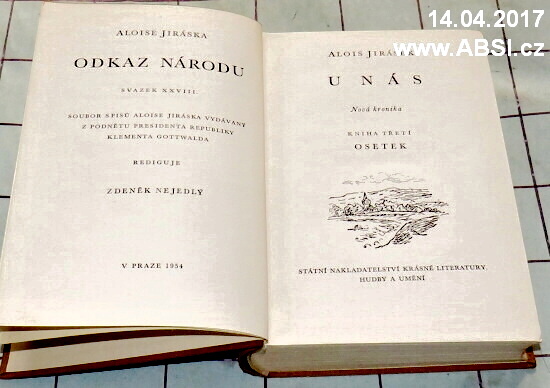 14.04.2017
www.ABSI.cz
ALOISE JIRÁSKA
ODKAZ NÁRODU
SVAZEK XXVIII
SOUBOR SPISŮ ALOISE JIRÁSKA VYDÁVANÝ
Z PODNĚTU PRESIDENTA REPUBLIKY
KLEMENTA GOTTWALDA
REDIGUJE
ZDENĚK NEJEDLÝ
V PRAZE 1954
ALOIS JIRÁSEK
U NÁS
Nová kronika
KNIHA TŘETÍ
OSETEK
STÁTNÍ NAKLADATELSTVÍ KRÁSNÉ LITERATURY,
HUDBY A UMĚNÍ